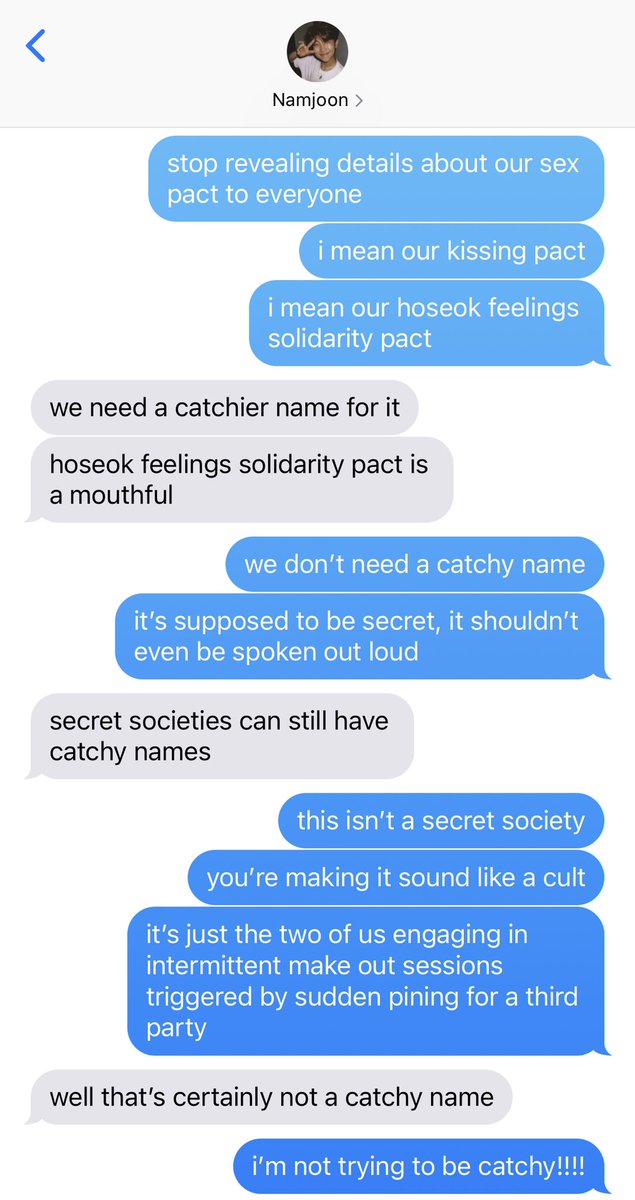 Namjoon
stop revealing details about our sex
pact to everyone
i mean our kissing pact
i mean our hoseok feelings
solidarity pact
we need a catchier name for it
hoseok feelings solidarity pact is
a mouthful
we don’t need a catchy name
it’s supposed to be secret, it shouldn’t
even be spoken out loud
secret societies can still have
catchy names
this isn’t a secret society
you’re making it sound like a cult
it’s just the two of us engaging in
intermittent make out sessions
triggered by sudden pining for a third
party
well that’s certainly not a catchy name
i’m not trying to be catchy!!!!